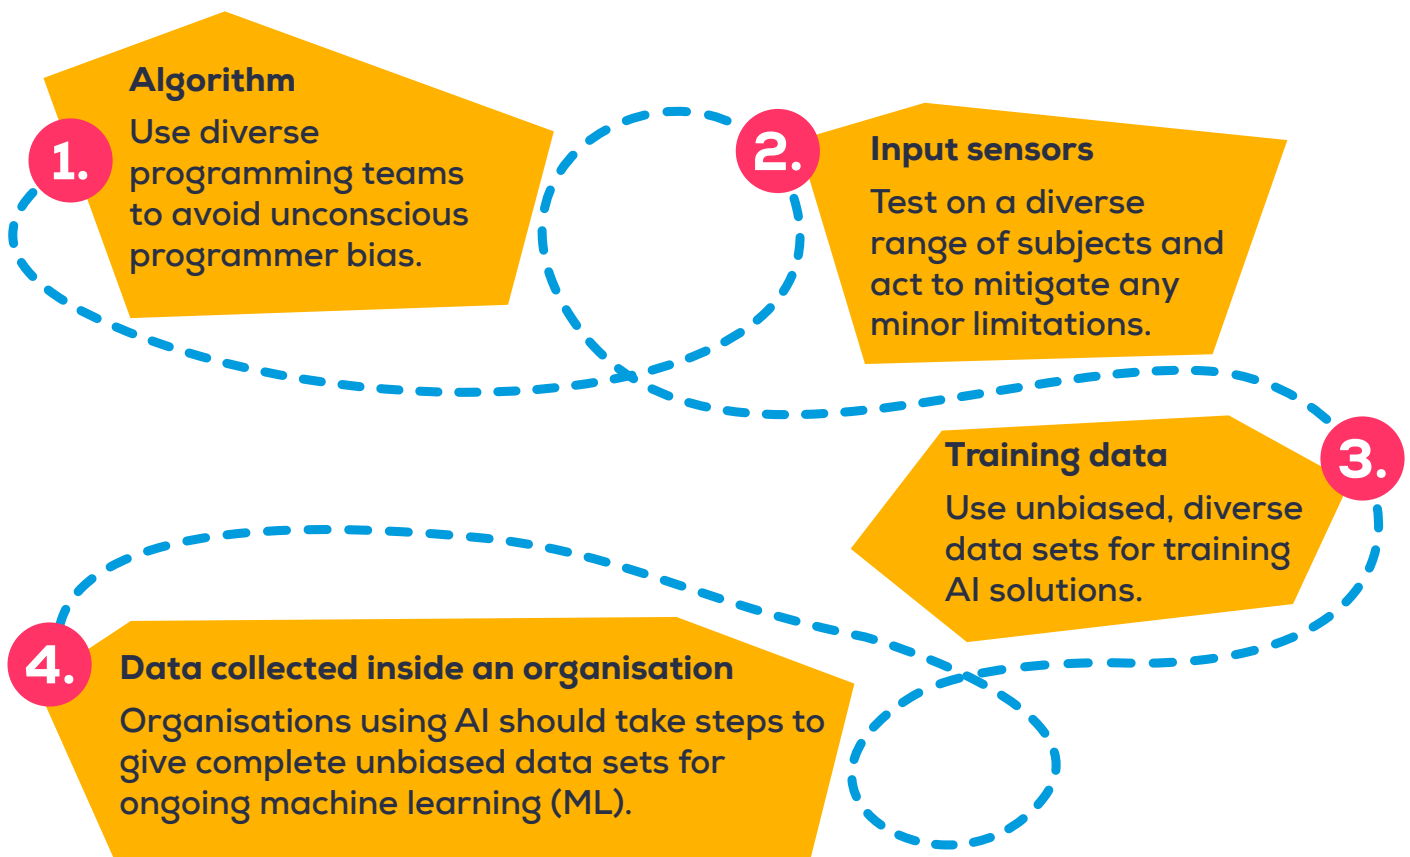 1.
Algorithm
Use diverse
programming teams
to avoid unconscious
programmer bias.
2.
Input sensors
Test on a diverse
range of subjects and
act to mitigate any
minor limitations.
3.
Training data
Use unbiased, diverse
data sets for training
AI solutions.
4.
Data collected inside an organisation
Organisations using AI should take steps to
give complete unbiased data sets for
ongoing machine learning (ML).